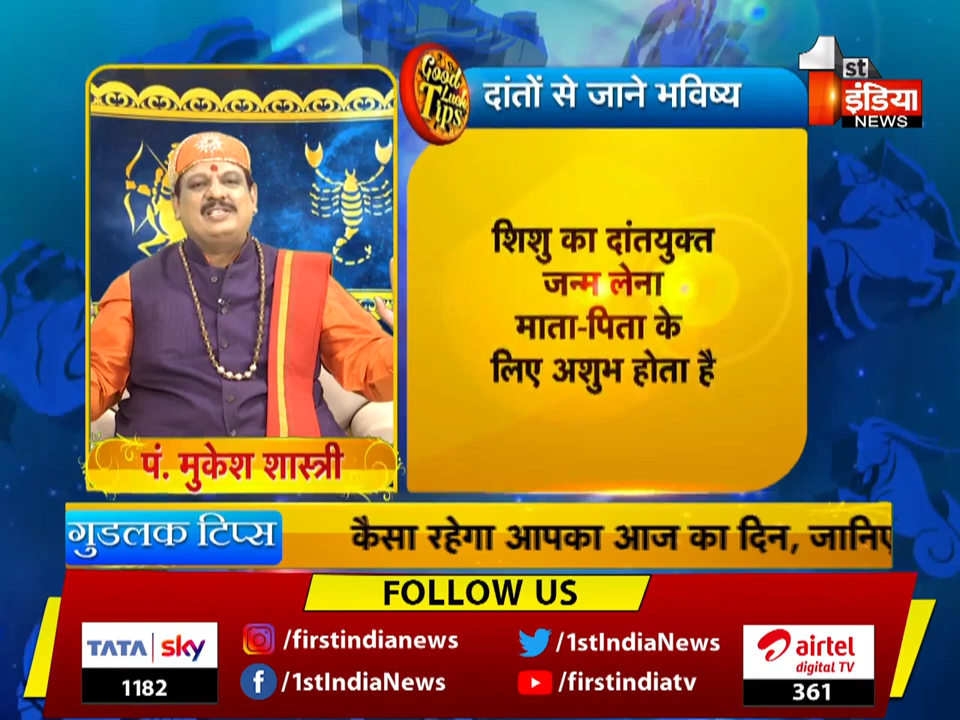 Good
Luck
Tips
दांतों से जाने भविष्य
1st
इंडिया
NEWS
शिशु का दांतयुक्त
जन्म लेना
माता-पिता के
लिए अशुभ होता है
पं. मुकेश शास्त्री
गुडलक टिप्स
कैसा रहेगा आपका आज का दिन, जानिए
FOLLOW US
TATA sky
1182
/firstindianews
/1stIndiaNews
/1stIndiaNews
/firstindiatv
airtel
digital TV
361